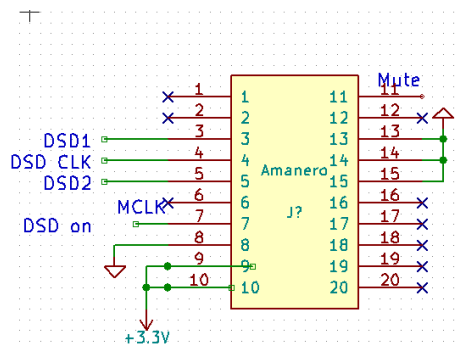 Mute
1 1 11 11
2 2 12 12
DSD1 3 3 13 13
DSD CLK 4 4 14 14
Amanero
DSD2 5 5 15 15
MCLK 6 6 16 16
J?
DSD on 7 7 17 17
8 8 18 18
9 9 19 19
10 10 20 20
+3.3V